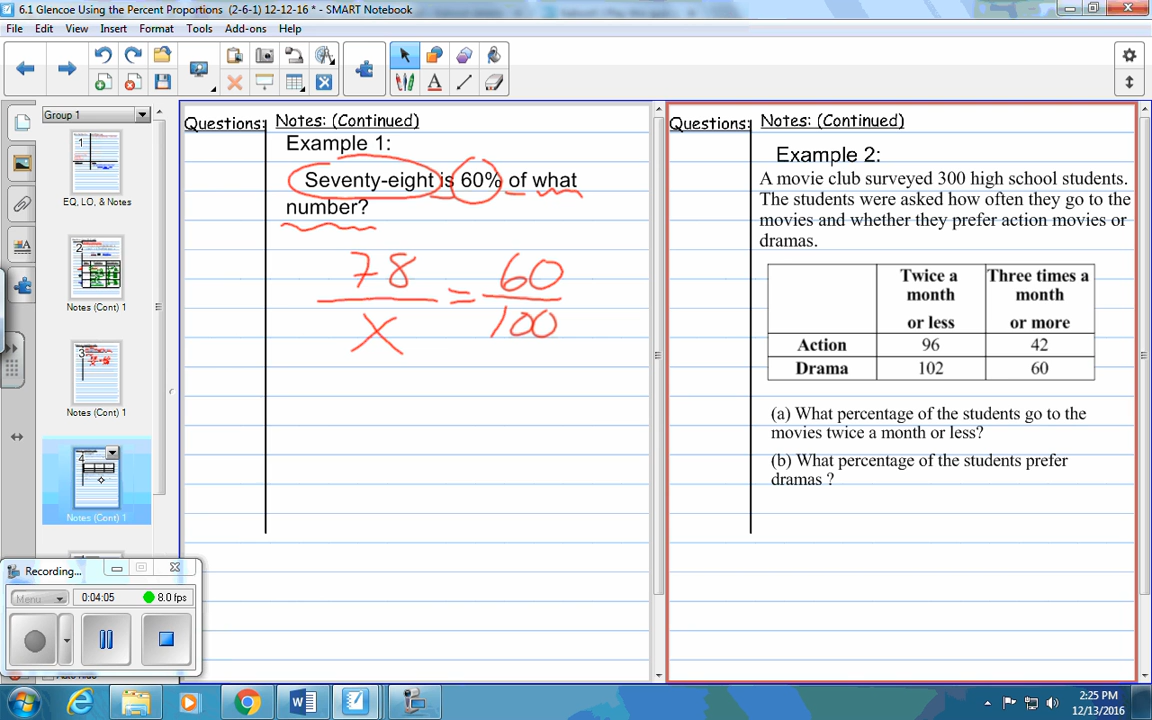 6.1 Glencoe Using the Percent Proportions (2-6-1) 12-12-16 * - SMART Notebook
File Edit View Insert Format Tools Add-ons Help
Group 1
1
EQ, LO, & Notes
2
Notes (Cont) 1
3
Notes (Cont) 1
4
Notes (Cont) 1
Recording...
Menu
0:04:05
8.0 fps
Questions:
Notes: (Continued)
Example 1:
Seventy-eight is 60% of what
number?
78 = 60
X 100
Questions:
Notes: (Continued)
Example 2:
A movie club surveyed 300 high school students.
The students were asked how often they go to the
movies and whether they prefer action movies or
dramas.
Twice a Three times a
month month
or less or more
Action 96 42
Drama 102 60
(a) What percentage of the students go to the
movies twice a month or less?
(b) What percentage of the students prefer
dramas ?
2:25 PM
12/13/2016